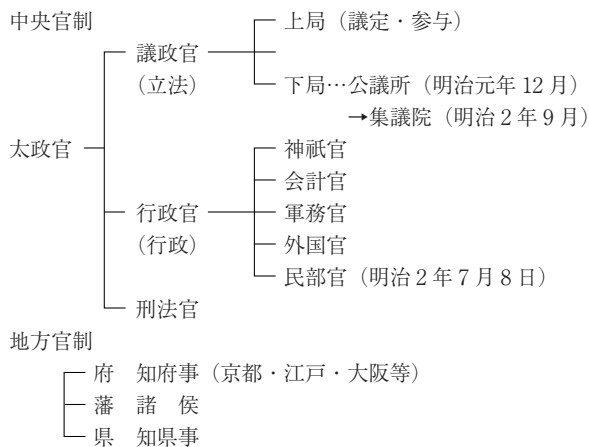 中央官制
上局（議定・参与）
議政官
（立法）
下局…公議所（明治元年12月）
→集議院（明治2年9月）
太政官
神祇官
会計官
行政官
（行政）
軍務官
外国官
民部官（明治2年7月8日）
刑法官
地方官制
府　知府事（京都・江戸・大阪等）
藩　諸　侯
県　知県事